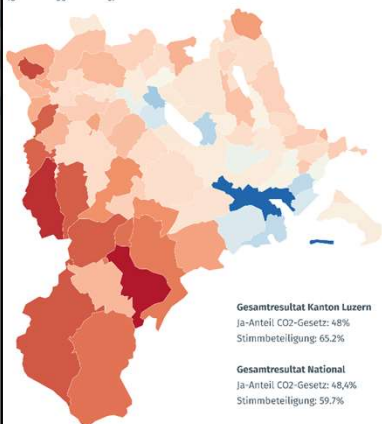 Gesamtresultat Kanton Luzern
Ja-Anteil CO2-Gesetz: 48%
Stimmbeteiligung: 65.2%
Gesamtresultat National
Ja-Anteil CO2-Gesetz: 48,4%
Stimmbeteiligung: 59.7%